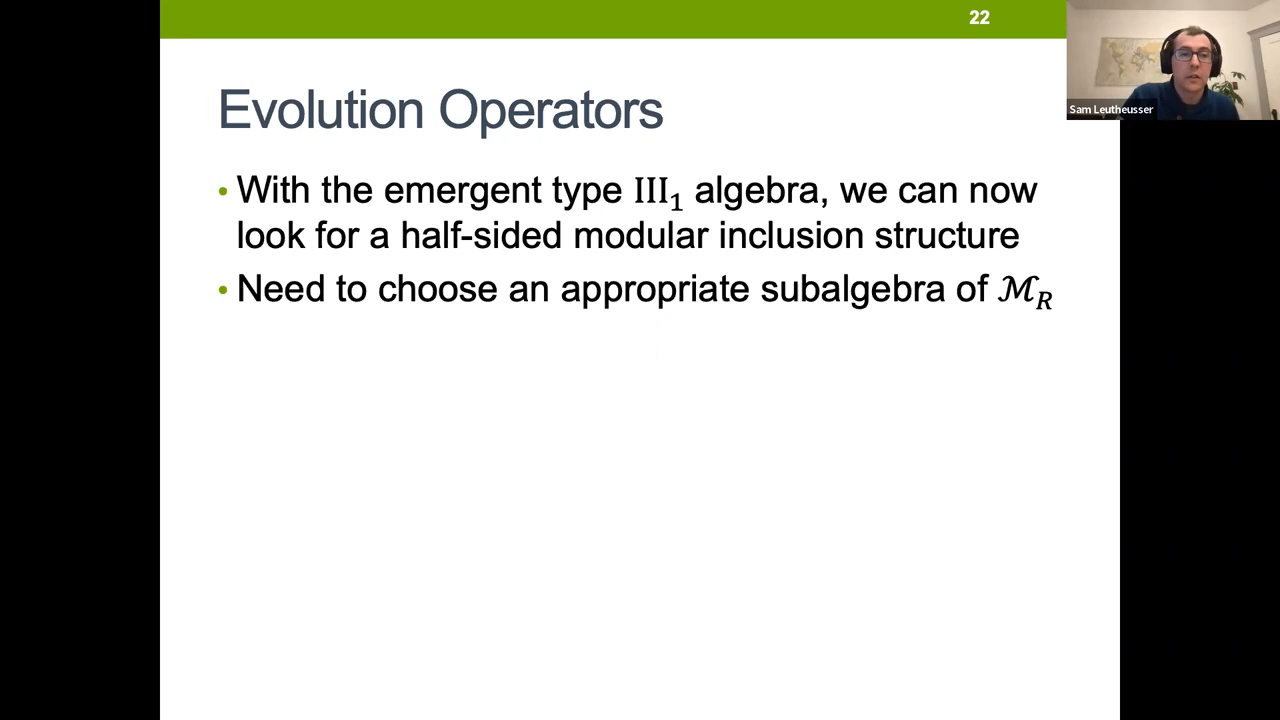 22
Sam Leutheusser
Evolution Operators
• With the emergent type III₁ algebra, we can now
look for a half-sided modular inclusion structure
• Need to choose an appropriate subalgebra of ℳ_R